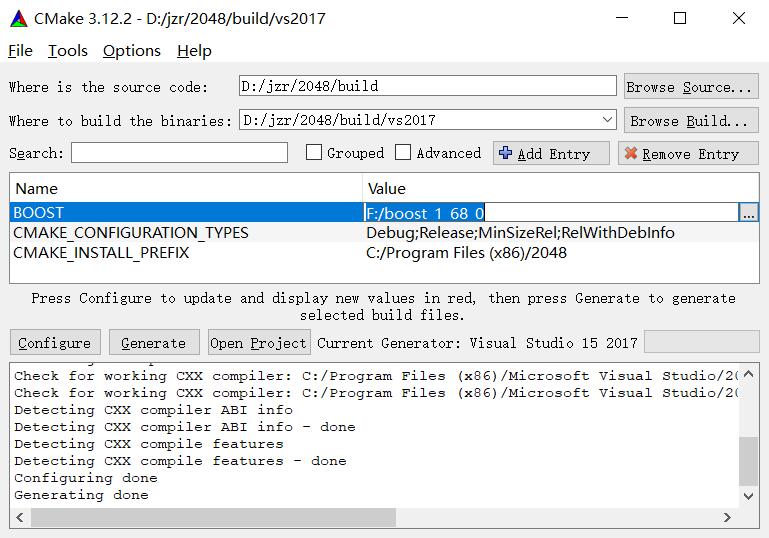 CMake 3.12.2 - D:/jzr/2048/build/vs2017
File Tools Options Help
Where is the source code: D:/jzr/2048/build Browse Source...
Where to build the binaries: D:/jzr/2048/build/vs2017 Browse Build...
Search: Grouped Advanced Add Entry Remove Entry
Name Value
BOOST F:/boost_1_68_0 ...
CMAKE_CONFIGURATION_TYPES Debug;Release;MinSizeRel;RelWithDebInfo
CMAKE_INSTALL_PREFIX C:/Program Files (x86)/2048
Press Configure to update and display new values in red, then press Generate to generate
selected build files.
Configure Generate Open Project Current Generator: Visual Studio 15 2017
Check for working CXX compiler: C:/Program Files (x86)/Microsoft Visual Studio/20
Check for working CXX compiler: C:/Program Files (x86)/Microsoft Visual Studio/20
Detecting CXX compiler ABI info
Detecting CXX compiler ABI info - done
Detecting CXX compile features
Detecting CXX compile features - done
Configuring done
Generating done